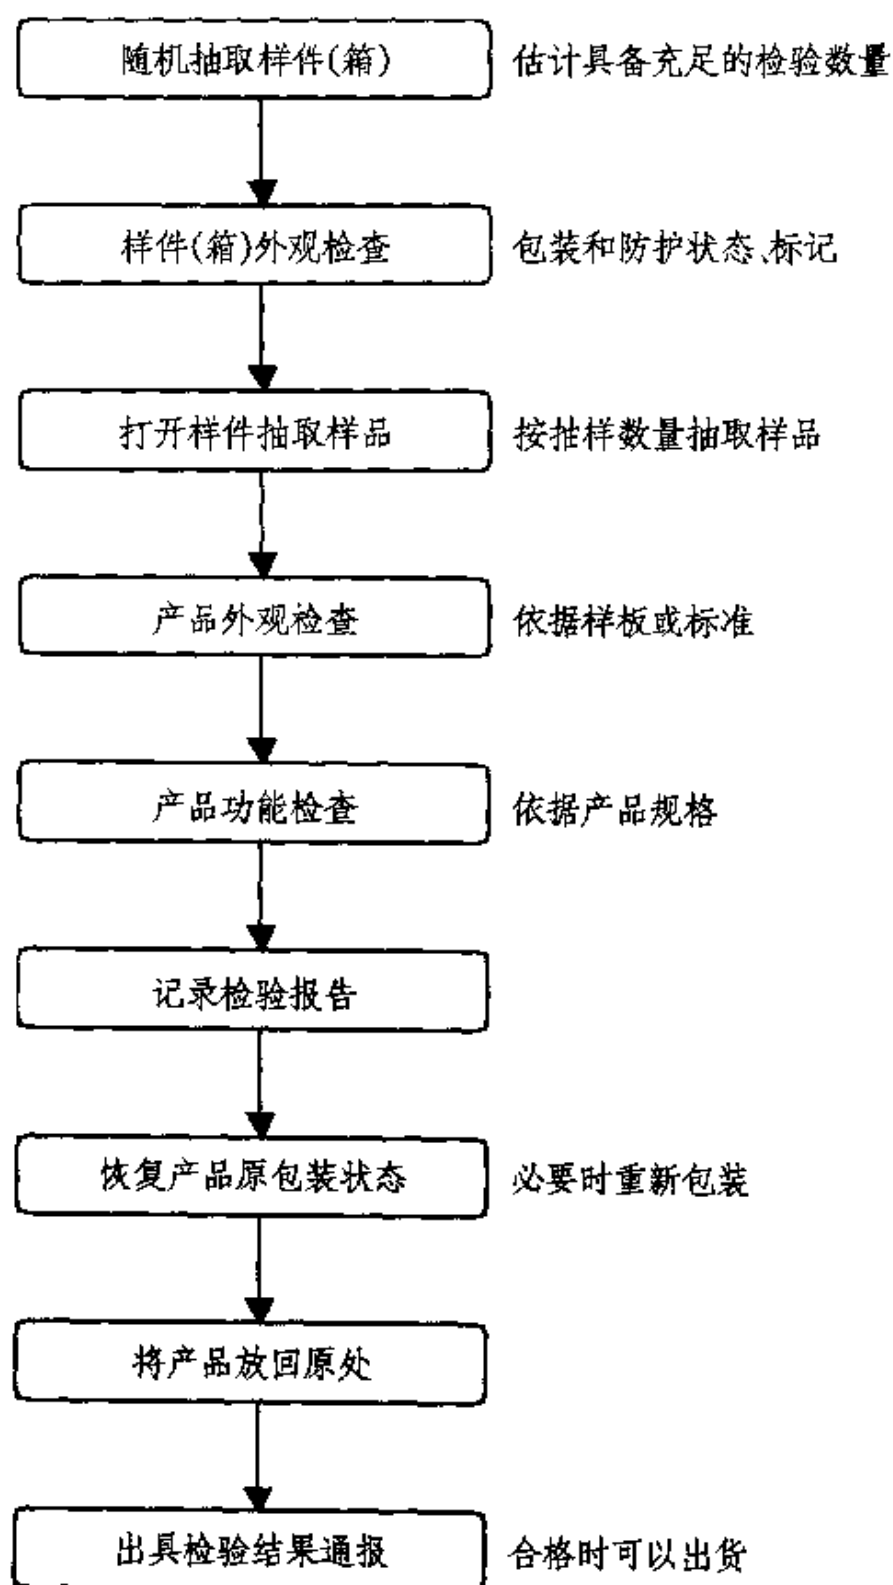 随机抽取样件(箱)
估计具备充足的检验数量
样件(箱)外观检查
包装和防护状态、标记
打开样件抽取样品
按抽样数量抽取样品
产品外观检查
依据样板或标准
产品功能检查
依据产品规格
记录检验报告
恢复产品原包装状态
必要时重新包装
将产品放回原处
出具检验结果通报
合格时可以出货